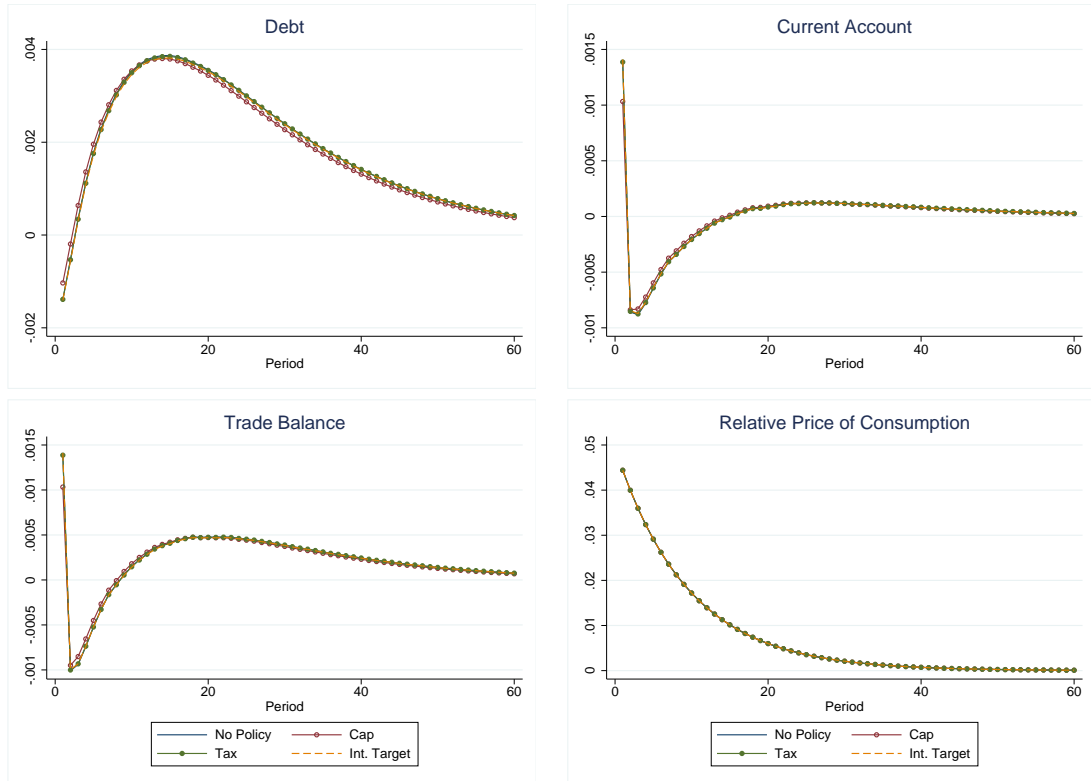 Debt
.004
.002
0
-.002
0 20 40 60
Period
Current Account
.0015
.001
.0005
0
-.0005
-.001
0 20 40 60
Period
Trade Balance
.0015
.001
.0005
0
-.0005
-.001
0 20 40 60
Period
No Policy Cap
Tax Int. Target
Relative Price of Consumption
.05
.04
.03
.02
.01
0
0 20 40 60
Period
No Policy Cap
Tax Int. Target